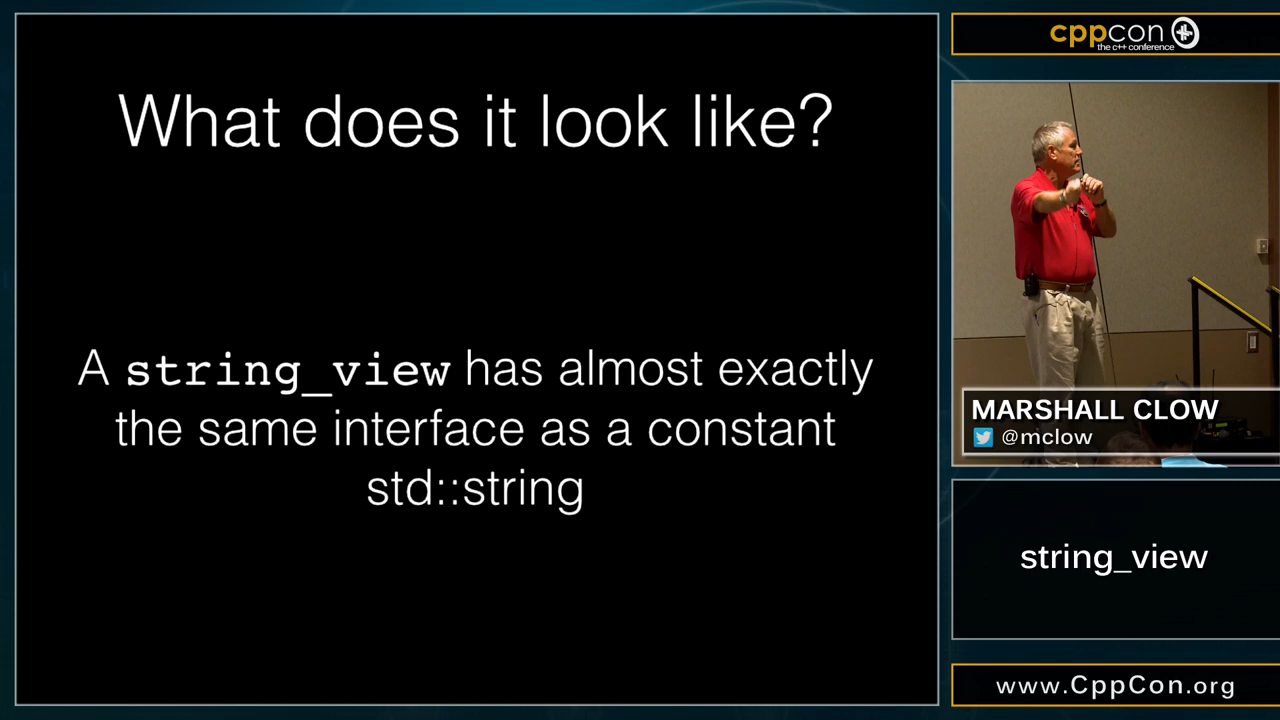 What does it look like?
A string_view has almost exactly
the same interface as a constant
std::string
cppcon
the c++ conference
MARSHALL CLOW
@mclow
string_view
www.CppCon.org